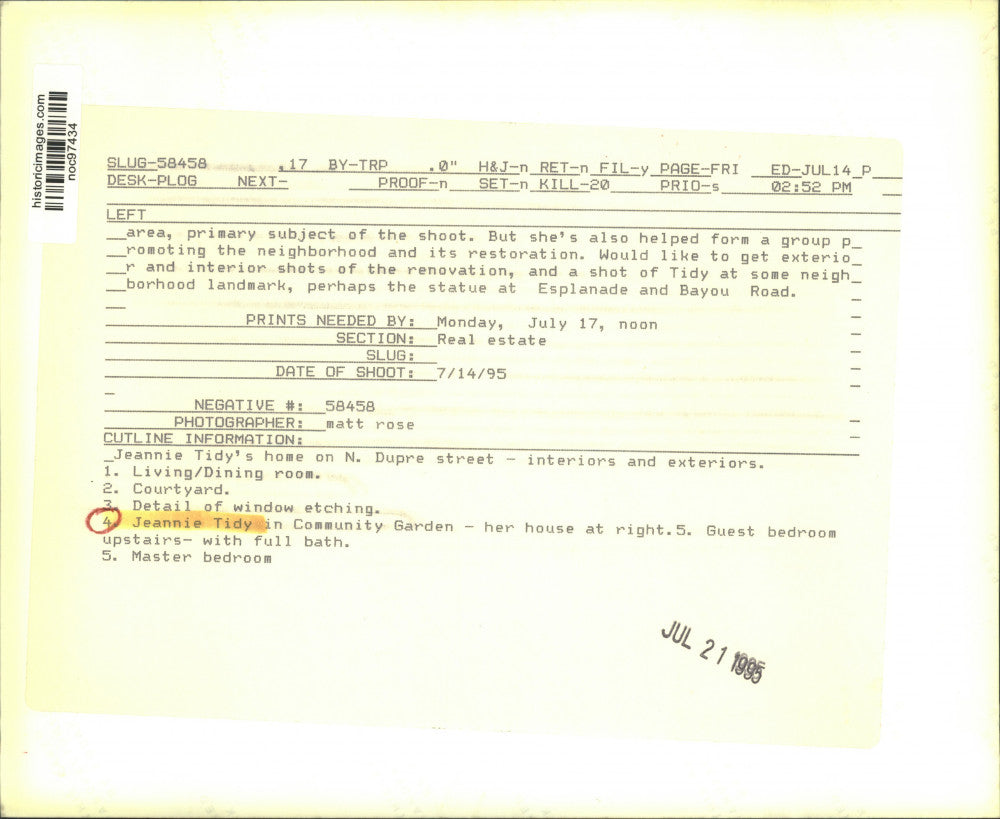 historicimages.com
noc97434
SLUG-58458 .17 BY-TRP .0" H&J-n RET-n FIL-y PAGE-FRI ED-JUL14 P
DESK-PLOG NEXT- PROOF-n SET-n KILL-20 PRIO-s 02:52 PM
LEFT
area, primary subject of the shoot. But she's also helped form a group p
romoting the neighborhood and its restoration. Would like to get exterio
r and interior shots of the renovation, and a shot of Tidy at some neigh
borhood landmark, perhaps the statue at Esplanade and Bayou Road.
PRINTS NEEDED BY: Monday, July 17, noon
SECTION: Real estate
SLUG:
DATE OF SHOOT: 7/14/95
NEGATIVE #: 58458
PHOTOGRAPHER: matt rose
CUTLINE INFORMATION:
Jeannie Tidy's home on N. Dupre street - interiors and exteriors.
1. Living/Dining room.
2. Courtyard.
3. Detail of window etching.
4. Jeannie Tidy in Community Garden - her house at right.5. Guest bedroom
upstairs- with full bath.
5. Master bedroom
JUL 21 1995